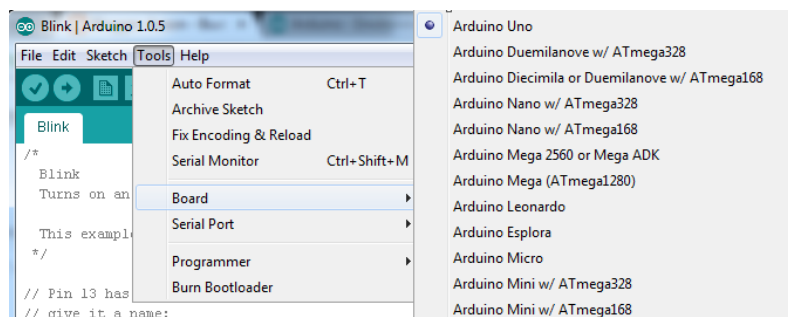 Blink | Arduino 1.0.5
File Edit Sketch Tools Help
Blink
/*
Blink
Turns on an
This example
*/
// Pin 13 has
// give it a name:
Auto Format Ctrl+T
Archive Sketch
Fix Encoding & Reload
Serial Monitor Ctrl+Shift+M
Board
Serial Port
Programmer
Burn Bootloader
Arduino Uno
Arduino Duemilanove w/ ATmega328
Arduino Diecimila or Duemilanove w/ ATmega168
Arduino Nano w/ ATmega328
Arduino Nano w/ ATmega168
Arduino Mega 2560 or Mega ADK
Arduino Mega (ATmega1280)
Arduino Leonardo
Arduino Esplora
Arduino Micro
Arduino Mini w/ ATmega328
Arduino Mini w/ ATmega168